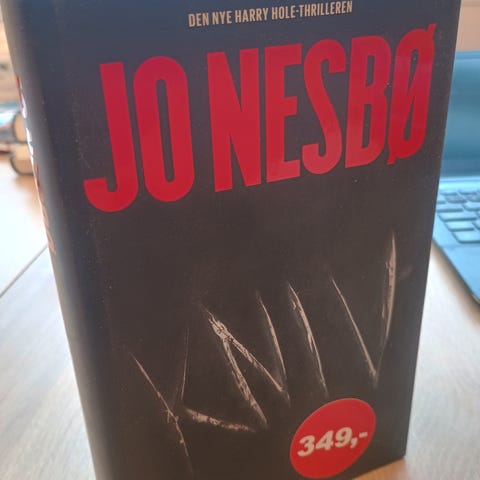 DEN NYE HARRY HOLE-THRILLEREN
JO NESBØ
KNIV
349,-